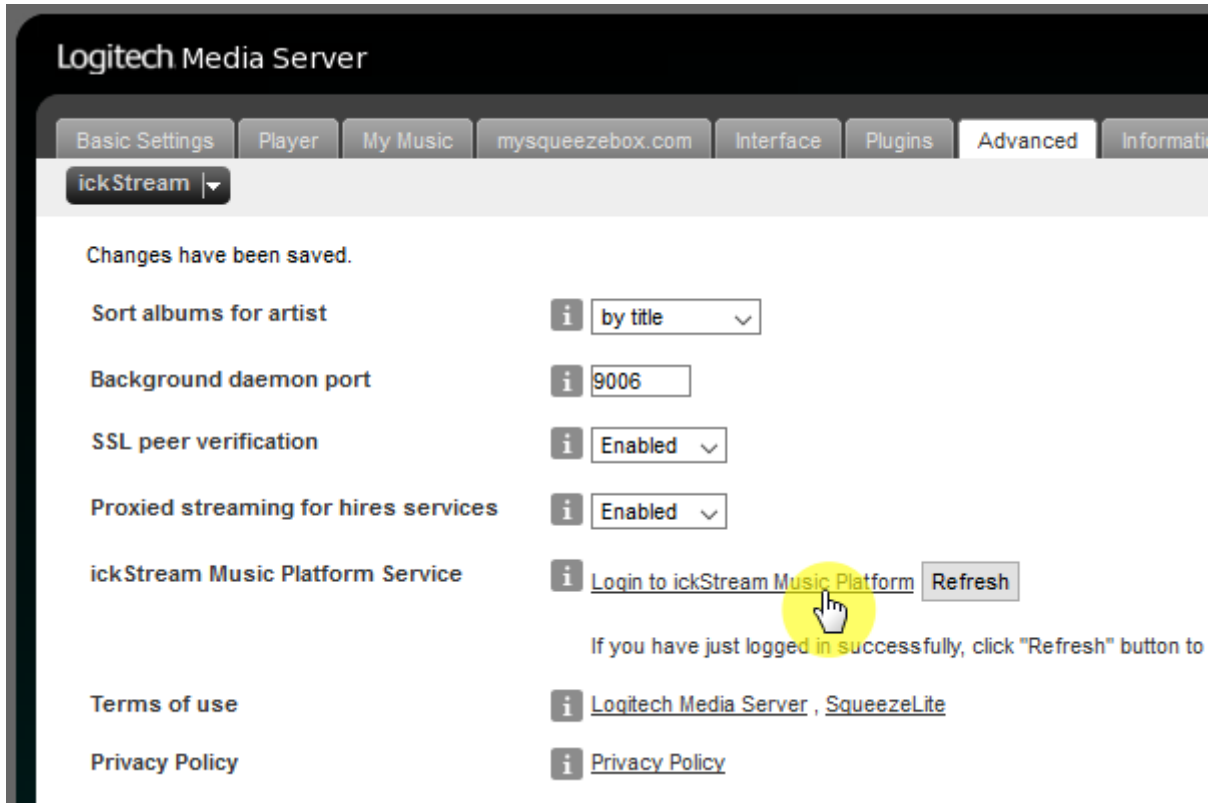 Logitech Media Server
Basic Settings Player My Music mysqueezebox.com Interface Plugins Advanced Informati
ickStream
Changes have been saved.
Sort albums for artist i by title
Background daemon port i 9006
SSL peer verification i Enabled
Proxied streaming for hires services i Enabled
ickStream Music Platform Service i Login to ickStream Music Platform Refresh
If you have just logged in successfully, click "Refresh" button to
Terms of use i Logitech Media Server , SqueezeLite
Privacy Policy i Privacy Policy